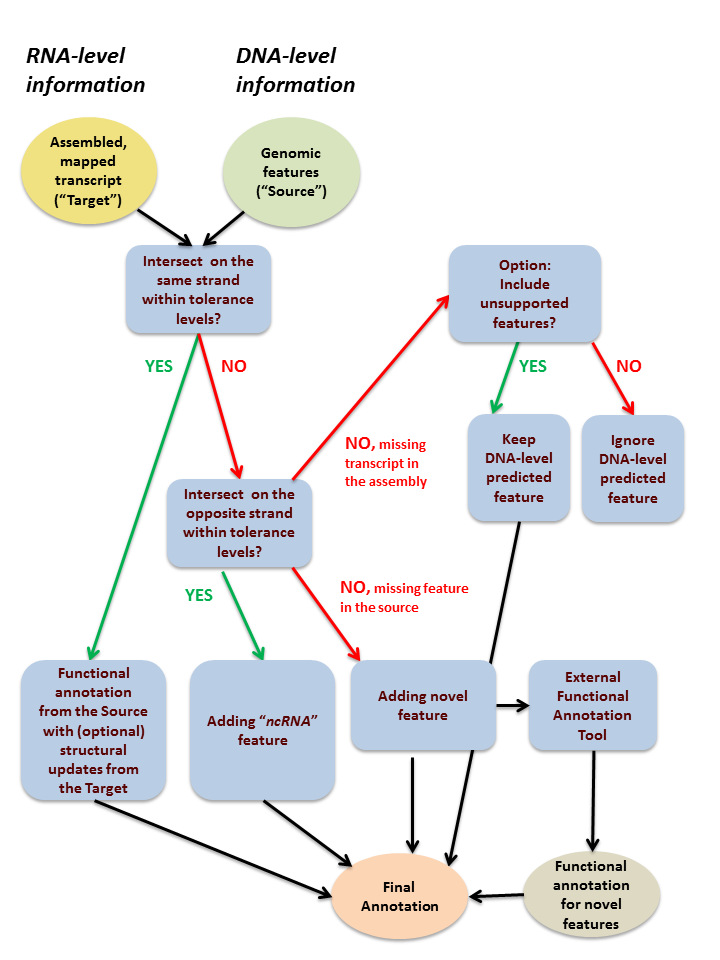 RNA-level
information
DNA-level
information
Assembled,
mapped
transcript
(“Target”)
Genomic
features
(“Source”)
Intersect on the
same strand
within tolerance
levels?
Option:
Include
unsupported
features?
YES
NO
YES
NO
NO, missing
transcript in
the assembly
Keep
DNA-level
predicted
feature
Ignore
DNA-level
predicted
feature
Intersect on the
opposite strand
within tolerance
levels?
YES
NO, missing feature
in the source
Functional
annotation
from the Source
with (optional)
structural
updates from
the Target
Adding “ncRNA”
feature
Adding novel
feature
External
Functional
Annotation
Tool
Final
Annotation
Functional
annotation
for novel
features